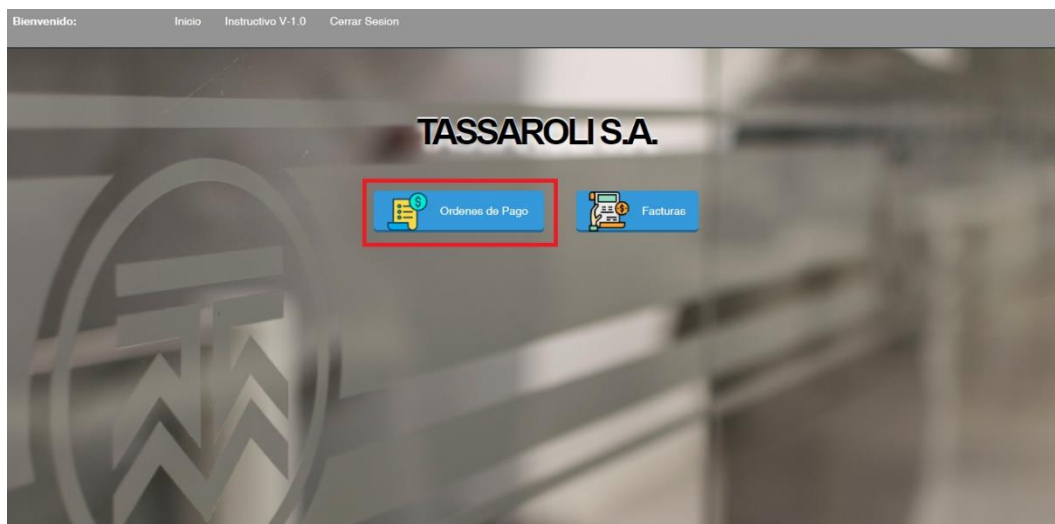 Bienvenido: Inicio Instructivo V-1.0 Cerrar Sesion
TASSAROLI S.A.
Ordenes de Pago Facturas